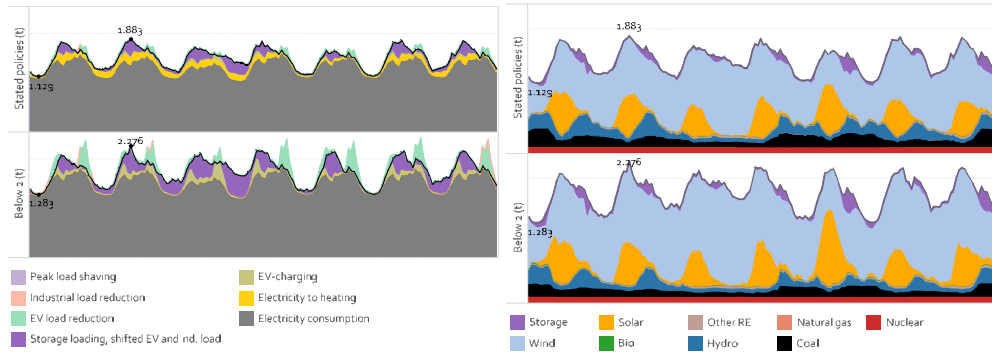 Stated policies (t)
1.883
1.129
Below 2 (t)
2.276
1.283
Peak load shaving
EV-charging
Industrial load reduction
Electricity to heating
EV load reduction
Electricity consumption
Storage loading, shifted EV and ind. load
Stated policies (t)
1.883
1.129
Below 2 (t)
2.276
1.283
Storage
Solar
Other RE
Natural gas
Nuclear
Wind
Bio
Hydro
Coal